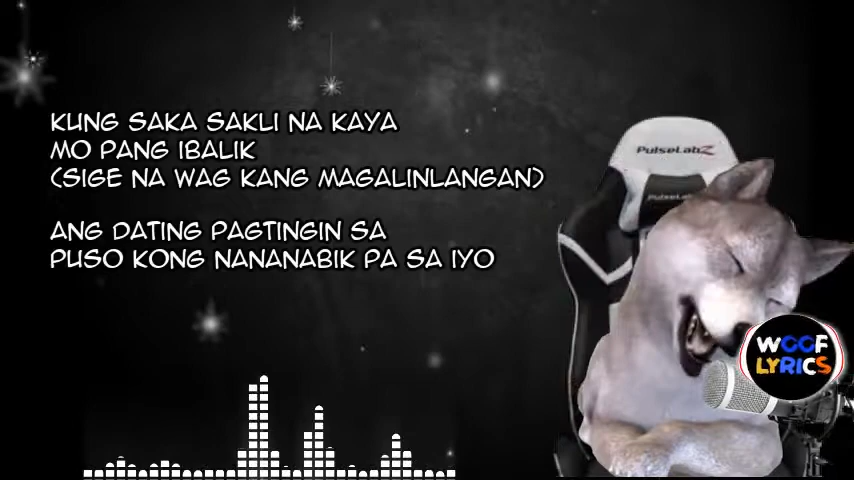 KUNG SAKA SAKLI NA KAYA
MO PANG IBALIK
(SIGE NA WAG KANG MAGALINLANGAN)
ANG DATING PAGTINGIN SA
PUSO KONG NANANABIK PA SA IYO
PulseLabz
PulseLabz
WOOF
LYRICS